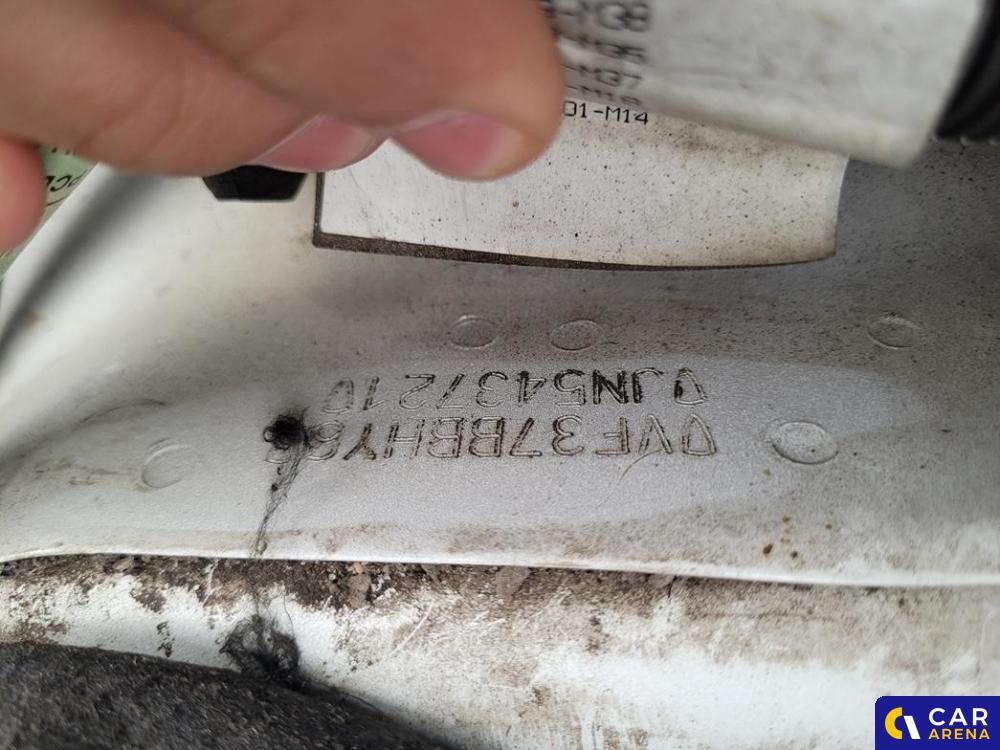 01-M14
VF37BBHY6
JN543721
CAR
ARENA